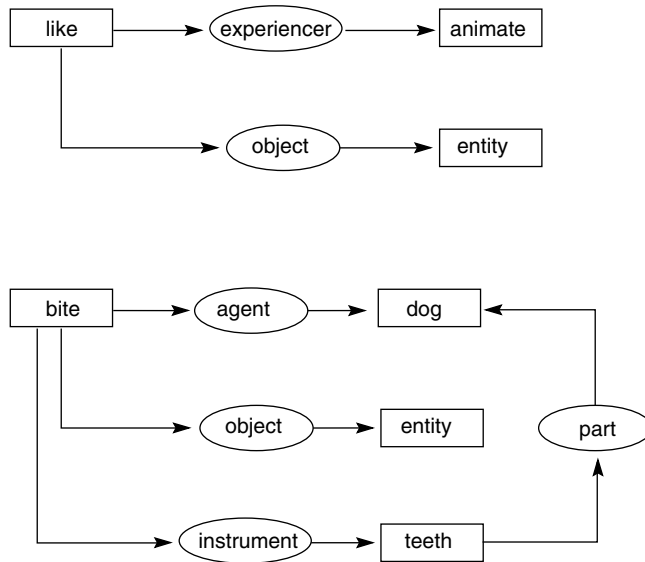 like experiencer animate
object entity
bite agent dog
object entity part
instrument teeth